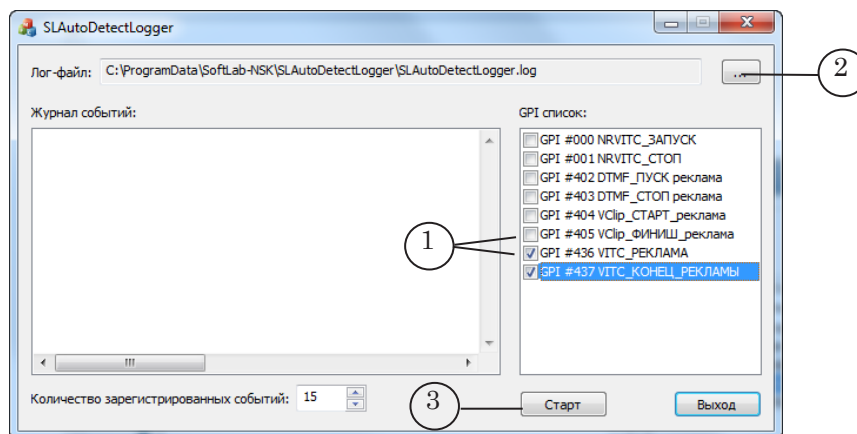 SLAutoDetectLogger
Лог-файл: C:\ProgramData\SoftLab-NSK\SLAutoDetectLogger\SLAutoDetectLogger.log
...
2
Журнал событий:
GPI список:
GPI #000 NRVITC_ЗАПУСК
GPI #001 NRVITC_СТОП
GPI #402 DTMF_ПУСК реклама
GPI #403 DTMF_СТОП реклама
GPI #404 VClip_СТАРТ_реклама
GPI #405 VClip_ФИНИШ_реклама
1
GPI #436 VITC_РЕКЛАМА
GPI #437 VITC_КОНЕЦ_РЕКЛАМЫ
Количество зарегистрированных событий: 15
3
Старт
Выход